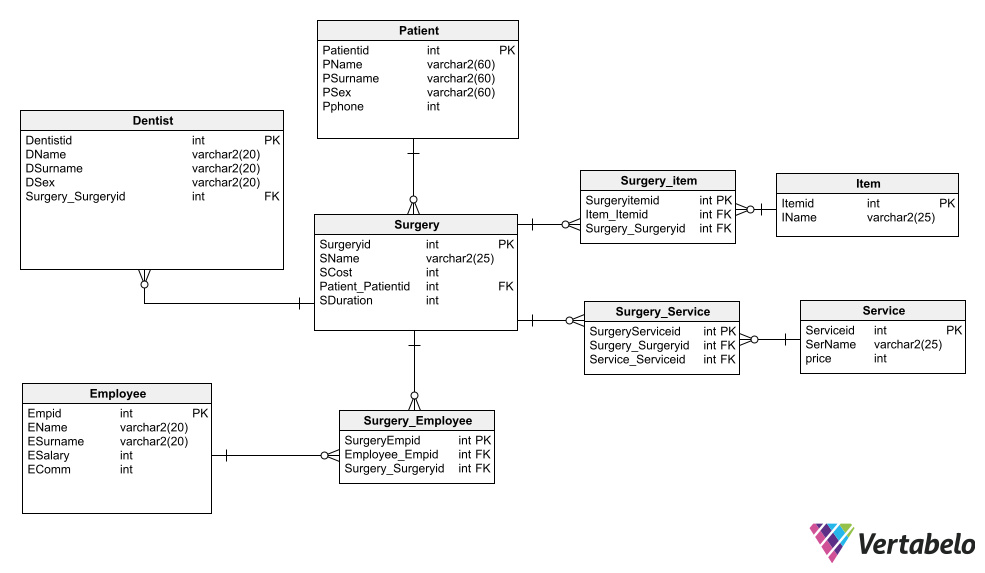 Patient
Patientid int PK
PName varchar2(60)
PSurname varchar2(60)
PSex varchar2(60)
Pphone int
Dentist
Dentistid int PK
DName varchar2(20)
DSurname varchar2(20)
DSex varchar2(20)
Surgery_Surgeryid int FK
Surgery_item
Surgeryitemid int PK
Item_Itemid int FK
Surgery_Surgeryid int FK
Item
Itemid int PK
IName varchar2(25)
Surgery
Surgeryid int PK
SName varchar2(25)
SCost int
Patient_Patientid int FK
SDuration int
Surgery_Service
SurgeryServiceid int PK
Surgery_Surgeryid int FK
Service_Serviceid int FK
Service
Serviceid int PK
SerName varchar2(25)
price int
Employee
Empid int PK
EName varchar2(20)
ESurname varchar2(20)
ESalary int
EComm int
Surgery_Employee
SurgeryEmpid int PK
Employee_Empid int FK
Surgery_Surgeryid int FK
Vertabelo